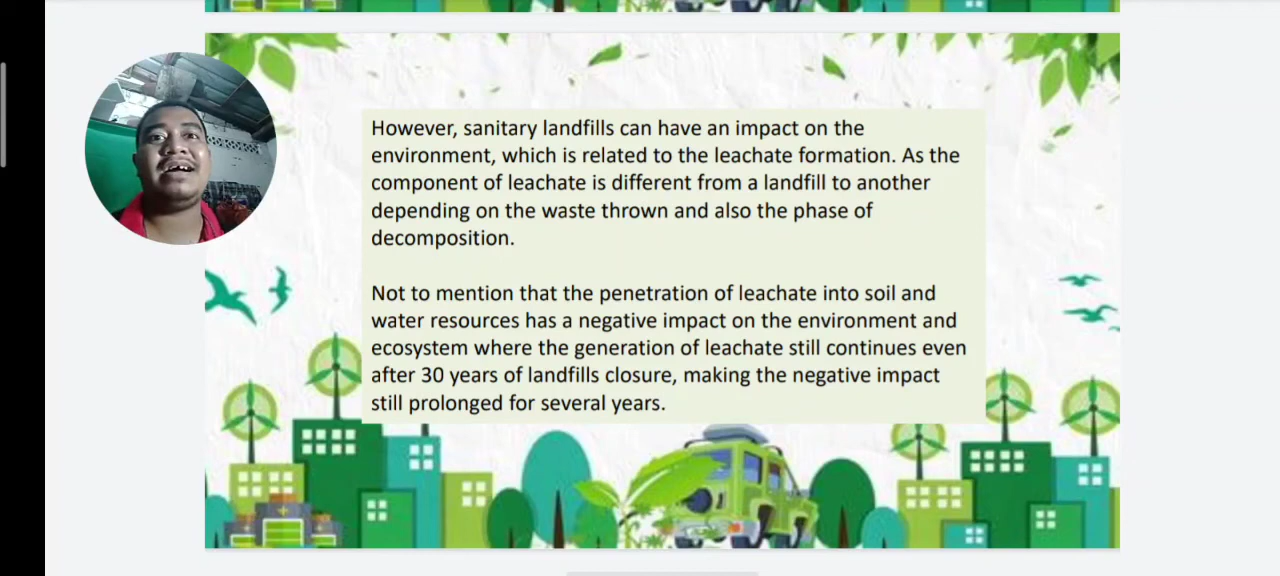 However, sanitary landfills can have an impact on the
environment, which is related to the leachate formation. As the
component of leachate is different from a landfill to another
depending on the waste thrown and also the phase of
decomposition.
Not to mention that the penetration of leachate into soil and
water resources has a negative impact on the environment and
ecosystem where the generation of leachate still continues even
after 30 years of landfills closure, making the negative impact
still prolonged for several years.